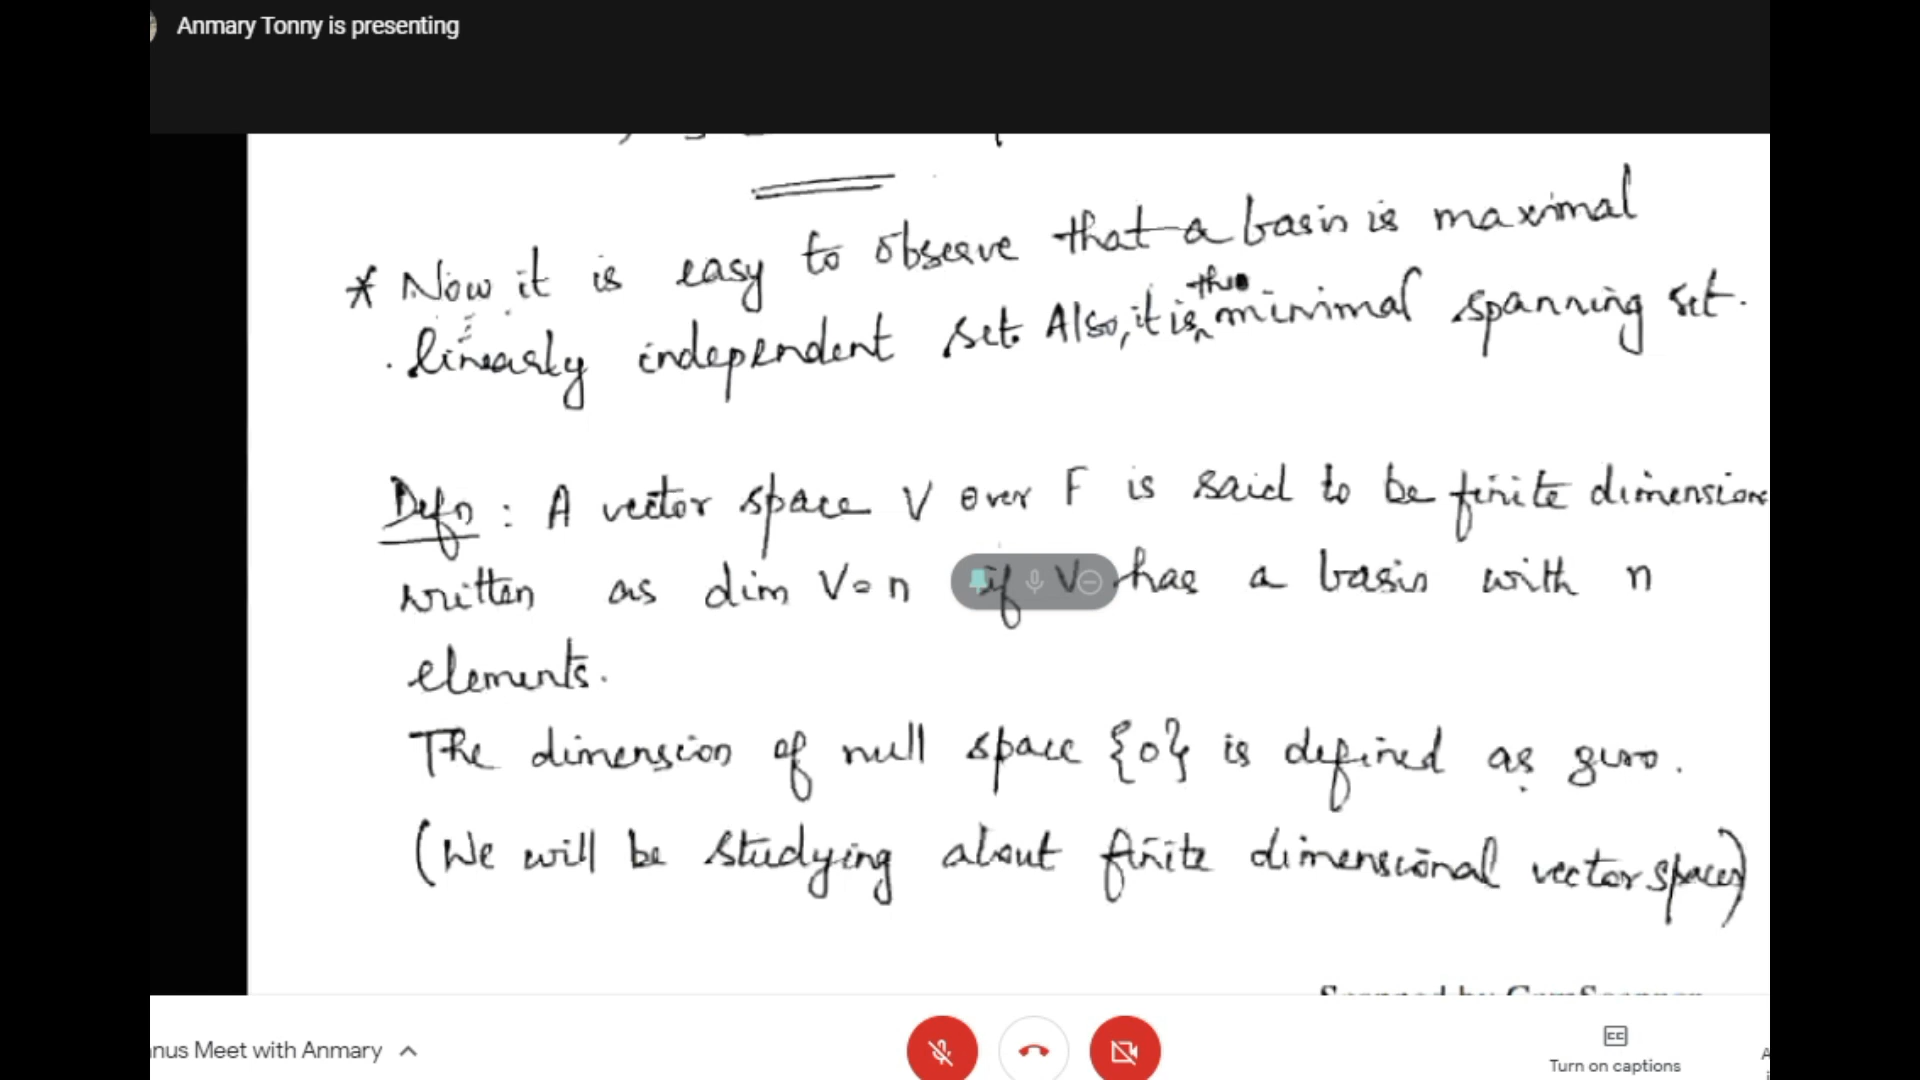 Anmary Tonny is presenting
* Now it is easy to observe that a basis is maximal
linearly independent set. Also, it is the minimal spanning set.
Defn : A vector space V over F is said to be finite dimension
written as dim V = n if V has a basis with n
elements.
The dimension of null space {0} is defined as zero.
(We will be studying about finite dimensional vector spaces)
nus Meet with Anmary
Turn on captions